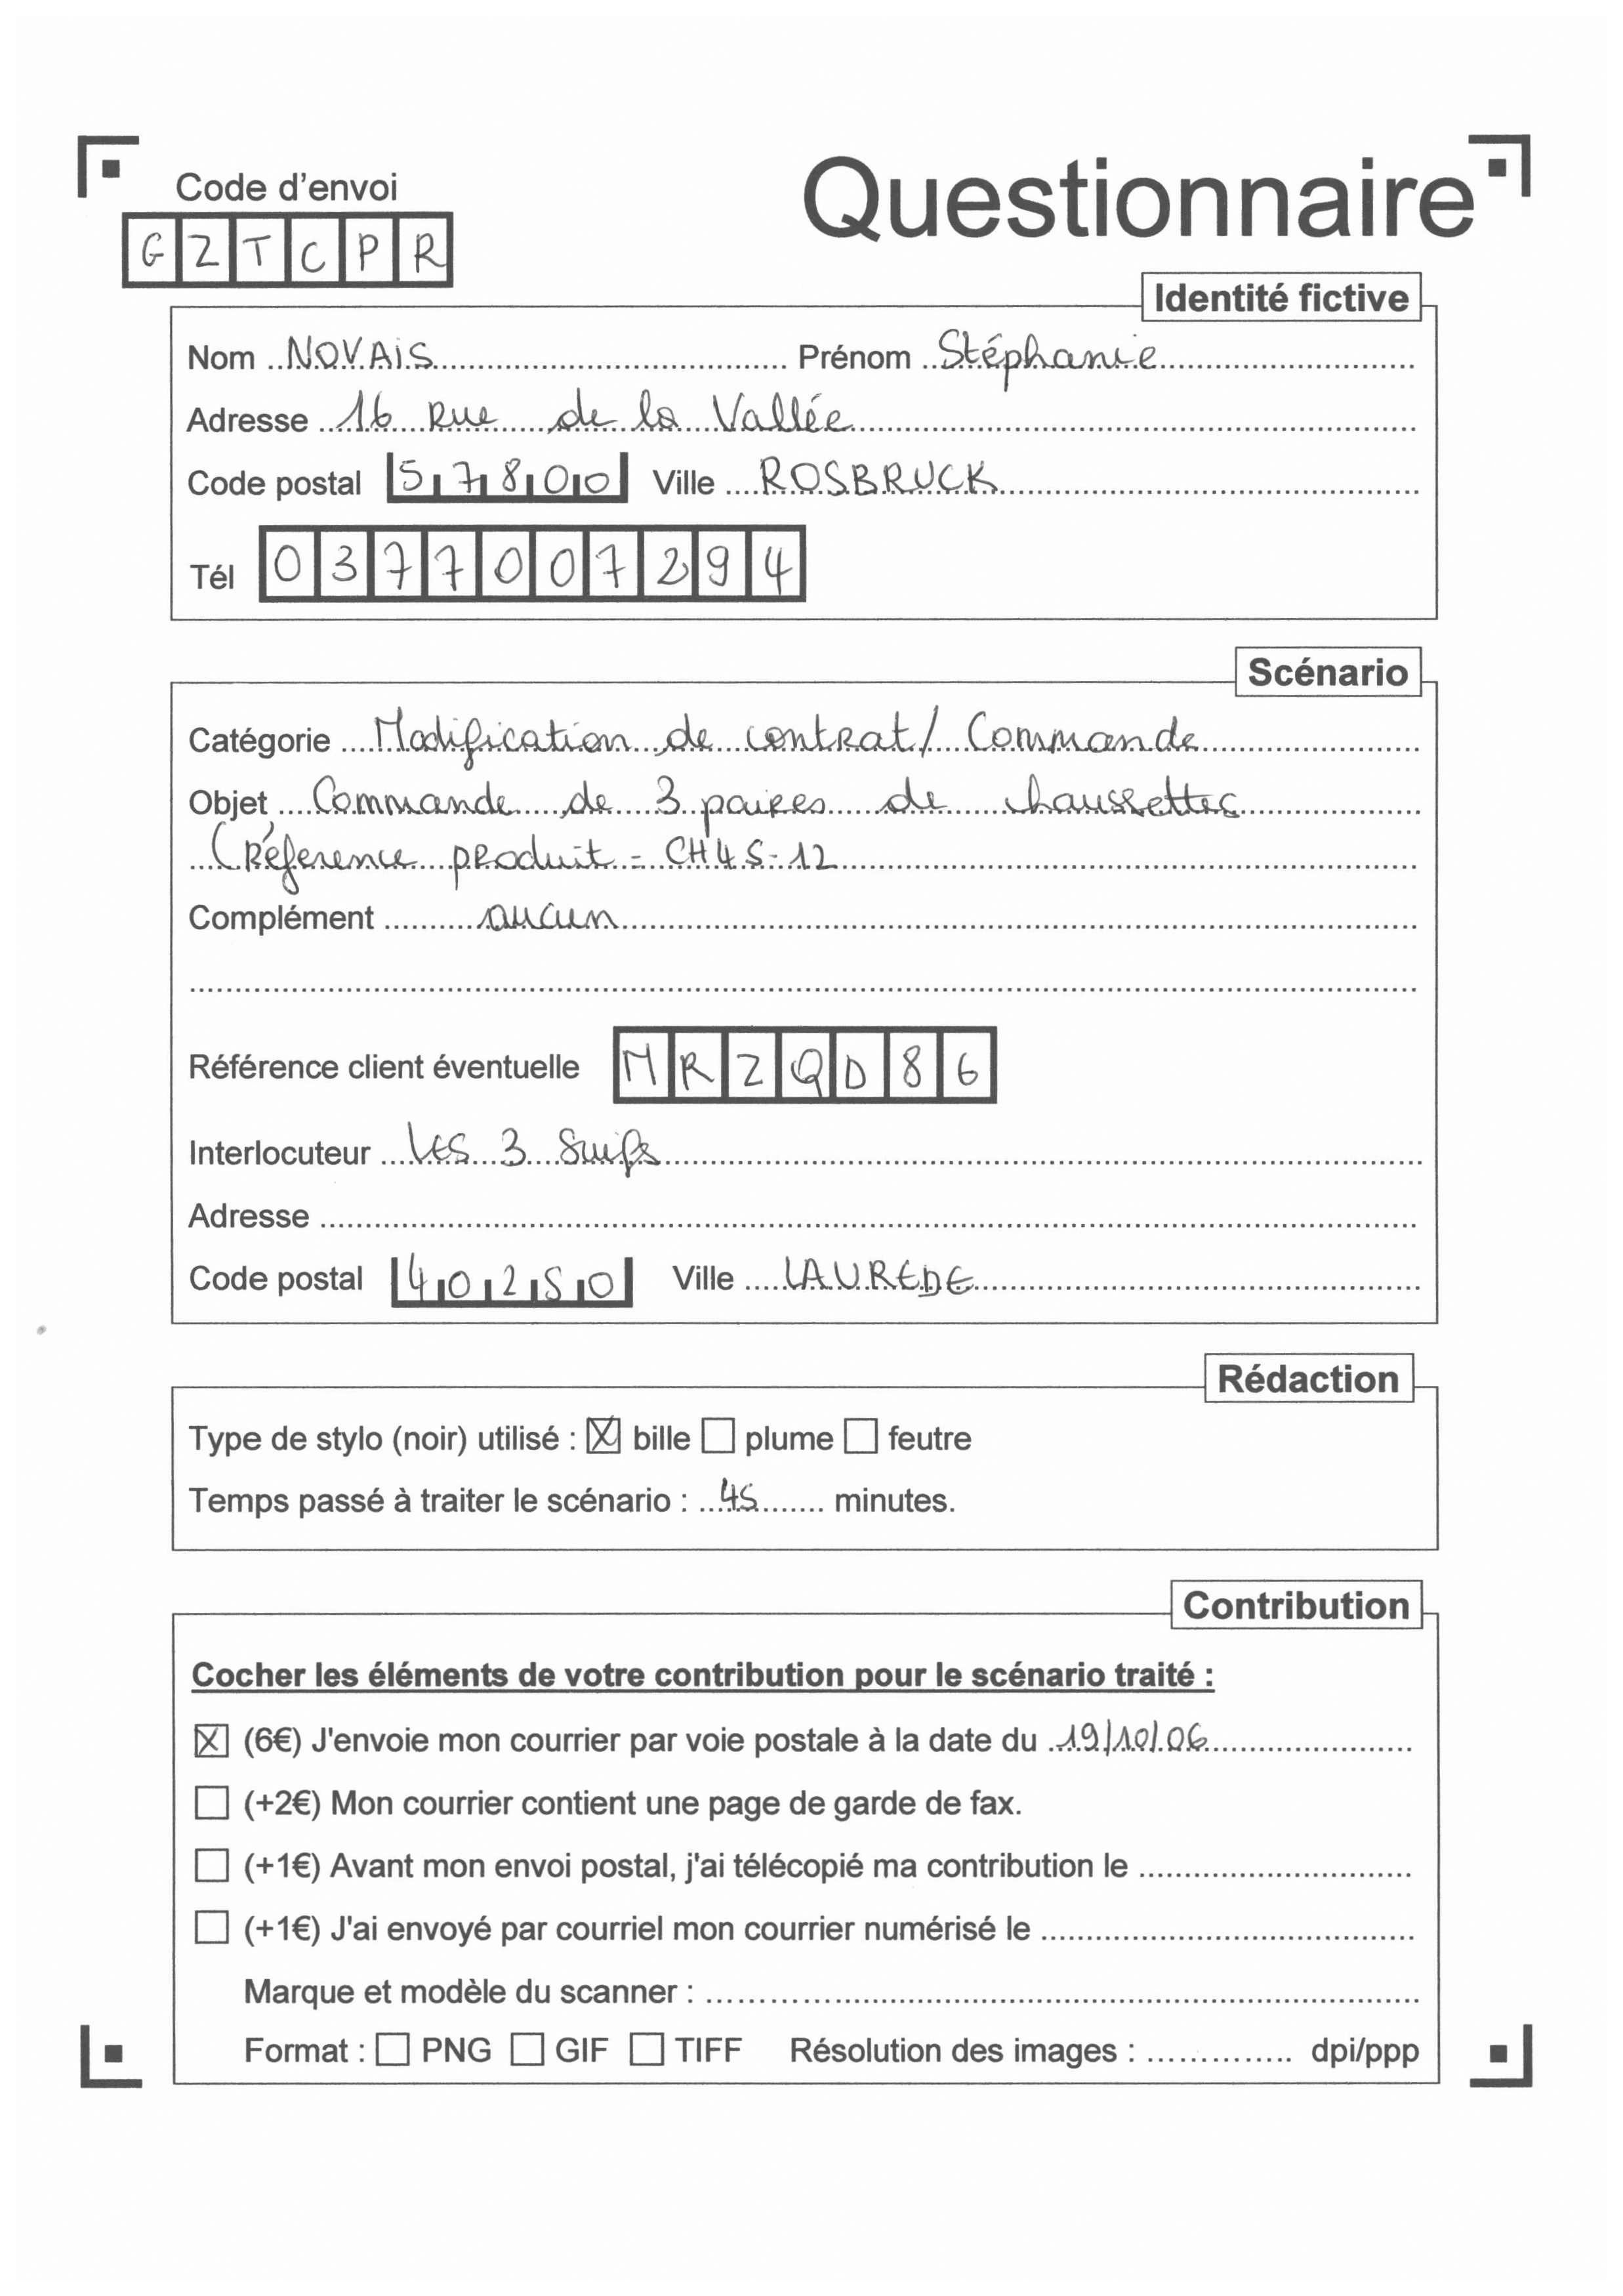 Questionnaire
Code d'envoi
GZTCPR
Identité fictive
Nom NOVAiS Prénom Stéphanie
Adresse 16 Rue de la Vallée
Code postal 57800 Ville ROSBRUCK
Tél 0377007294
Scénario
Catégorie Modification de contrat / Commande
Objet Commande de 3 paires de chaussettes
(Réference produit - CH45-12
Complément aucun
Référence client éventuelle MRZQD86
Interlocuteur LES 3 Suifs
Adresse
Code postal 40250 Ville LAUREDE
Rédaction
Type de stylo (noir) utilisé : ☒ bille ☐ plume ☐ feutre
Temps passé à traiter le scénario : 45 minutes.
Contribution
Cocher les éléments de votre contribution pour le scénario traité :
☒ (6€) J'envoie mon courrier par voie postale à la date du 19/10/06
☐ (+2€) Mon courrier contient une page de garde de fax.
☐ (+1€) Avant mon envoi postal, j'ai télécopié ma contribution le
☐ (+1€) J'ai envoyé par courriel mon courrier numérisé le
Marque et modèle du scanner :
Format : ☐ PNG ☐ GIF ☐ TIFF Résolution des images : dpi/ppp